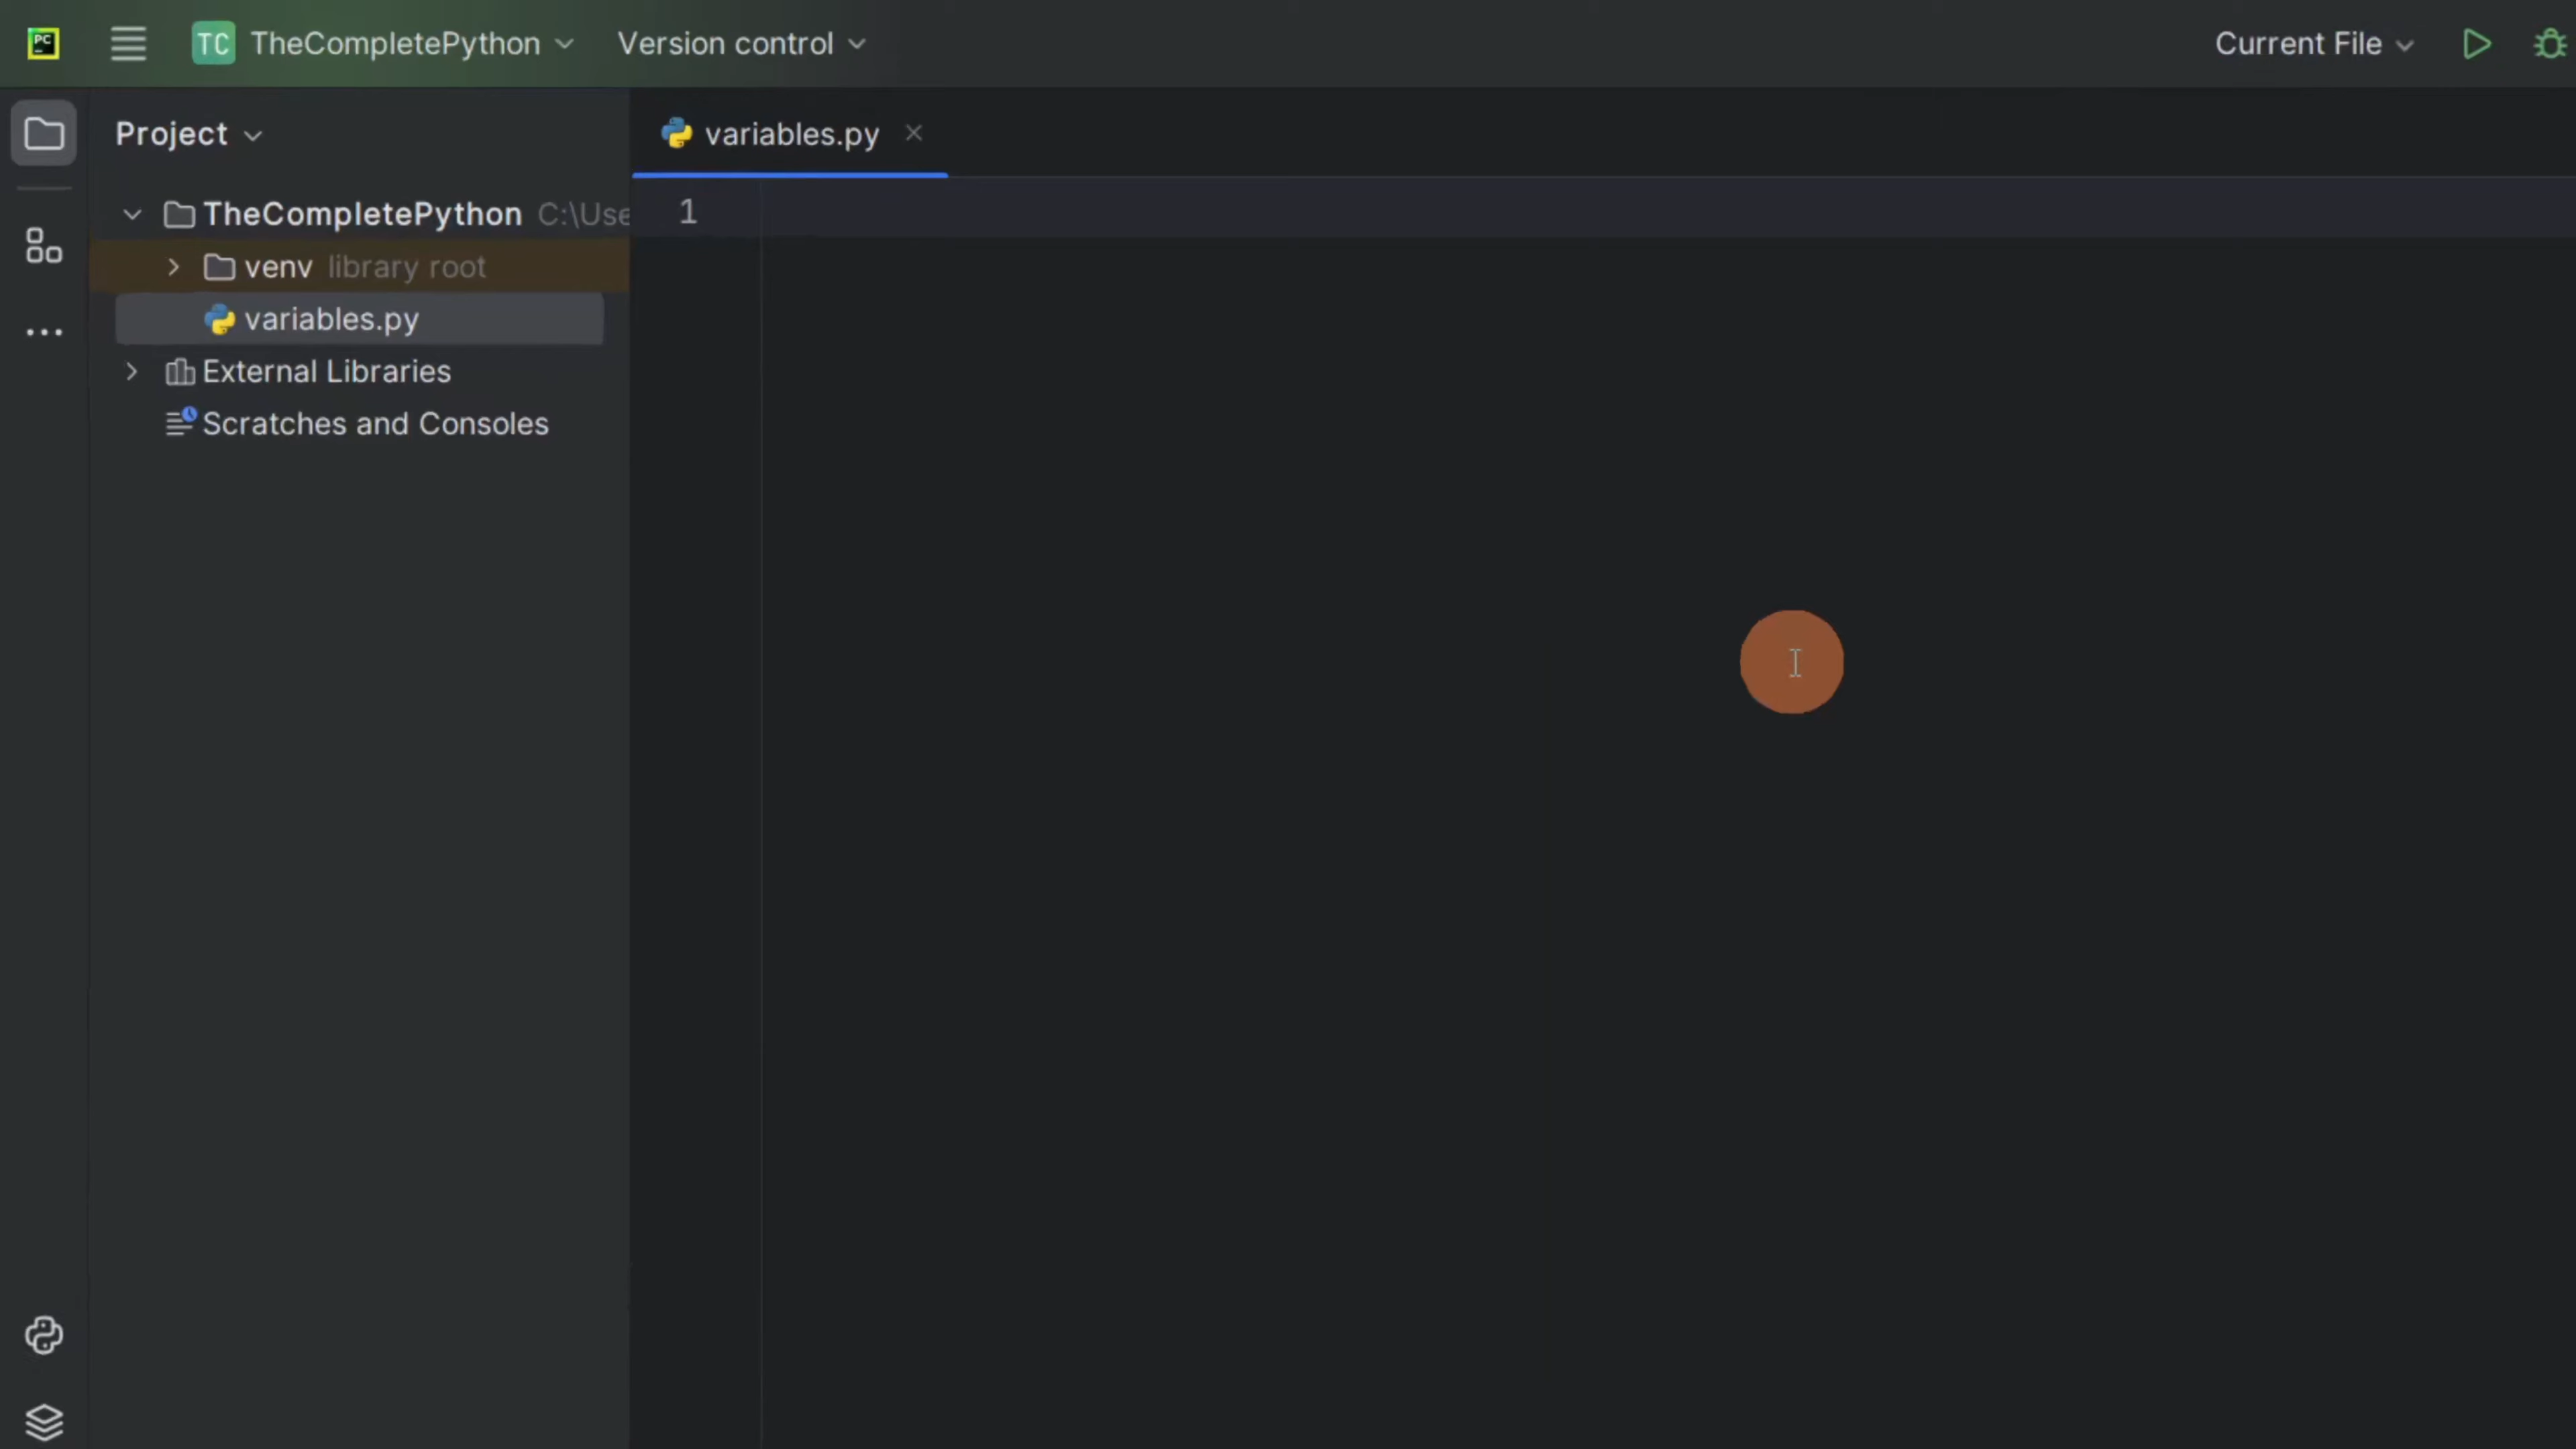 PC TC TheCompletePython Version control Current File
Project variables.py
TheCompletePython C:\Use 1
venv library root
variables.py
External Libraries
Scratches and Consoles